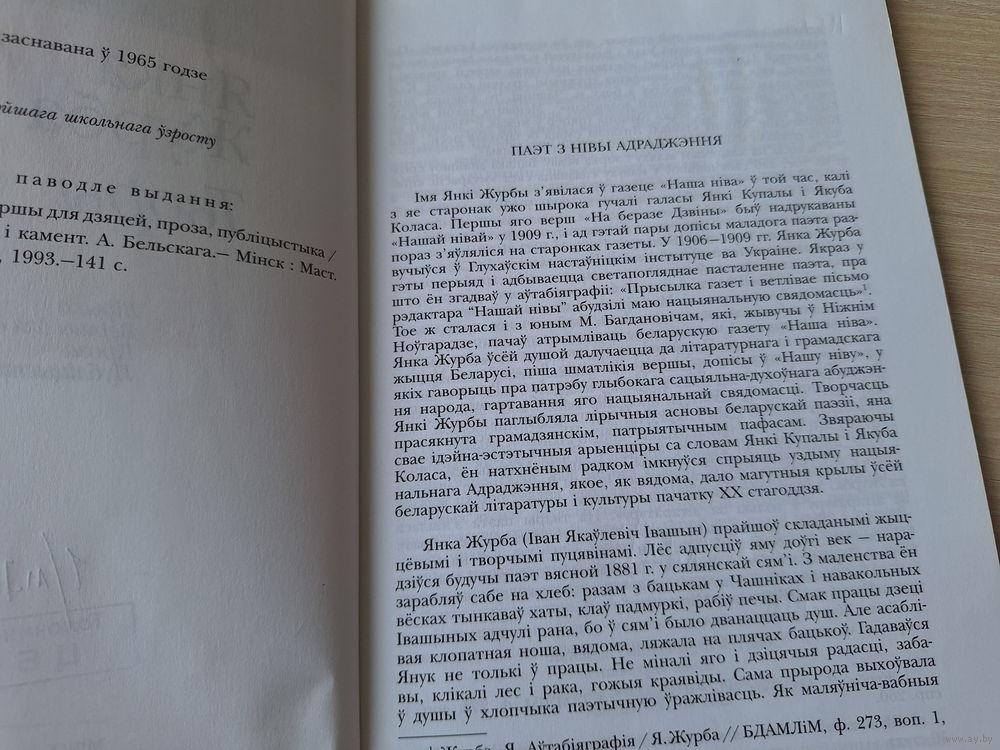 заснавана ў 1965 годзе
школьнага ўзросту
паводле выдання:
для дзяцей, проза, публіцыстыка /
і камент. А. Бельскага.— Мінск : Маст.
, 1993.—141 с.
ПАЭТ З НІВЫ АДРАДЖЭННЯ
Імя Янкі Журбы з’явілася ў газеце «Наша ніва» ў той час, калі
з яе старонак ужо шырока гучалі галасы Янкі Купалы і Якуба
Коласа. Першы яго верш «На беразе Дзвіны» быў надрукаваны
«Нашай нівай» у 1909 г., і ад гэтай пары допісы маладога паэта раз-
пораз з’яўляліся на старонках газеты. У 1906—1909 гг. Янка Журба
вучыўся ў Глухаўскім настаўніцкім інстытуце ва Украіне. Якраз у
гэты перыяд і адбываецца светапогляднае пасталенне паэта, пра
што ён згадваў у аўтабіяграфіі: «Прысылка газет і ветлівае пісьмо
рэдактара “Нашай нівы” абудзілі маю нацыянальную свядомасць»¹.
Тое ж сталася і з юным М. Багдановічам, які, жывучы ў Ніжнім
Ноўгарадзе, пачаў атрымліваць беларускую газету «Наша ніва».
Янка Журба ўсёй душой далучаецца да літаратурнага і грамадскага
жыцця Беларусі, піша шматлікія вершы, допісы ў «Нашу ніву», у
якіх гаворыць пра патрэбу глыбокага сацыяльна-духоўнага абуджэн-
ня народа, гартавання яго нацыянальнай свядомасці. Творчасць
Янкі Журбы паглыбляла лірычныя асновы беларускай паэзіі, яна
прасякнута грамадзянскім, патрыятычным пафасам. Звяраючы
свае ідэйна-эстэтычныя арыенціры са словам Янкі Купалы і Якуба
Коласа, ён натхнёным радком імкнуўся спрыяць уздыму нацыя-
нальнага Адраджэння, якое, як вядома, дало магутныя крылы ўсёй
беларускай літаратуры і культуры пачатку XX стагоддзя.
Янка Журба (Іван Якаўлевіч Івашын) прайшоў складанымі жыц-
цёвымі і творчымі пуцявінамі. Лёс адпусціў яму доўгі век — нара-
дзіўся будучы паэт вясной 1881 г. у сялянскай сям’і. З маленства ён
зарабляў сабе на хлеб: разам з бацькам у Чашніках і навакольных
вёсках тынкаваў хаты, клаў падмуркі, рабіў печы. Смак працы дзеці
Івашыных адчулі рана, бо ў сям’і было дванаццаць душ. Але асаблі-
вая клопатная ноша, вядома, ляжала на плячах бацькоў. Гадаваўся
Янук не толькі ў працы. Не міналі яго і дзіцячыя радасці, заба-
вы, клікалі лес і рака, гожыя краявіды. Сама прырода выхоўвала
ў душы ў хлопчыка паэтычную ўражлівасць. Як маляўніча-вабныя
Журба, Я. Аўтабіяграфія / Я.Журба // БДАМЛіМ, ф. 273, воп. 1,
www.ay.by